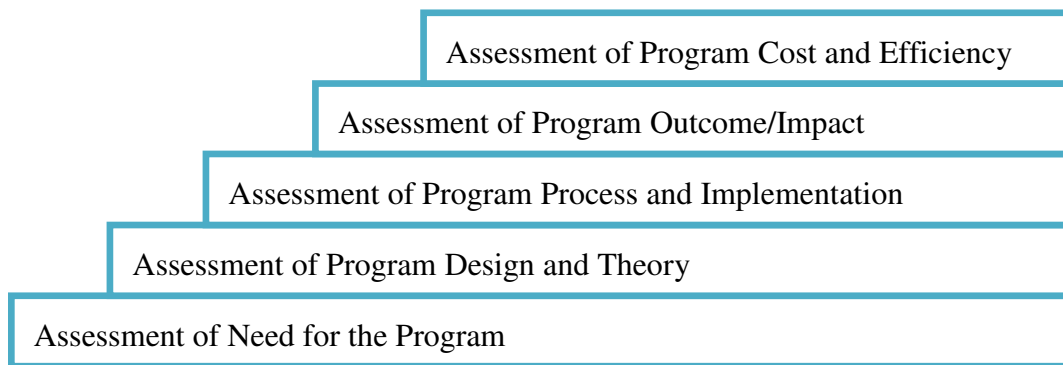 Assessment of Program Cost and Efficiency
Assessment of Program Outcome/Impact
Assessment of Program Process and Implementation
Assessment of Program Design and Theory
Assessment of Need for the Program